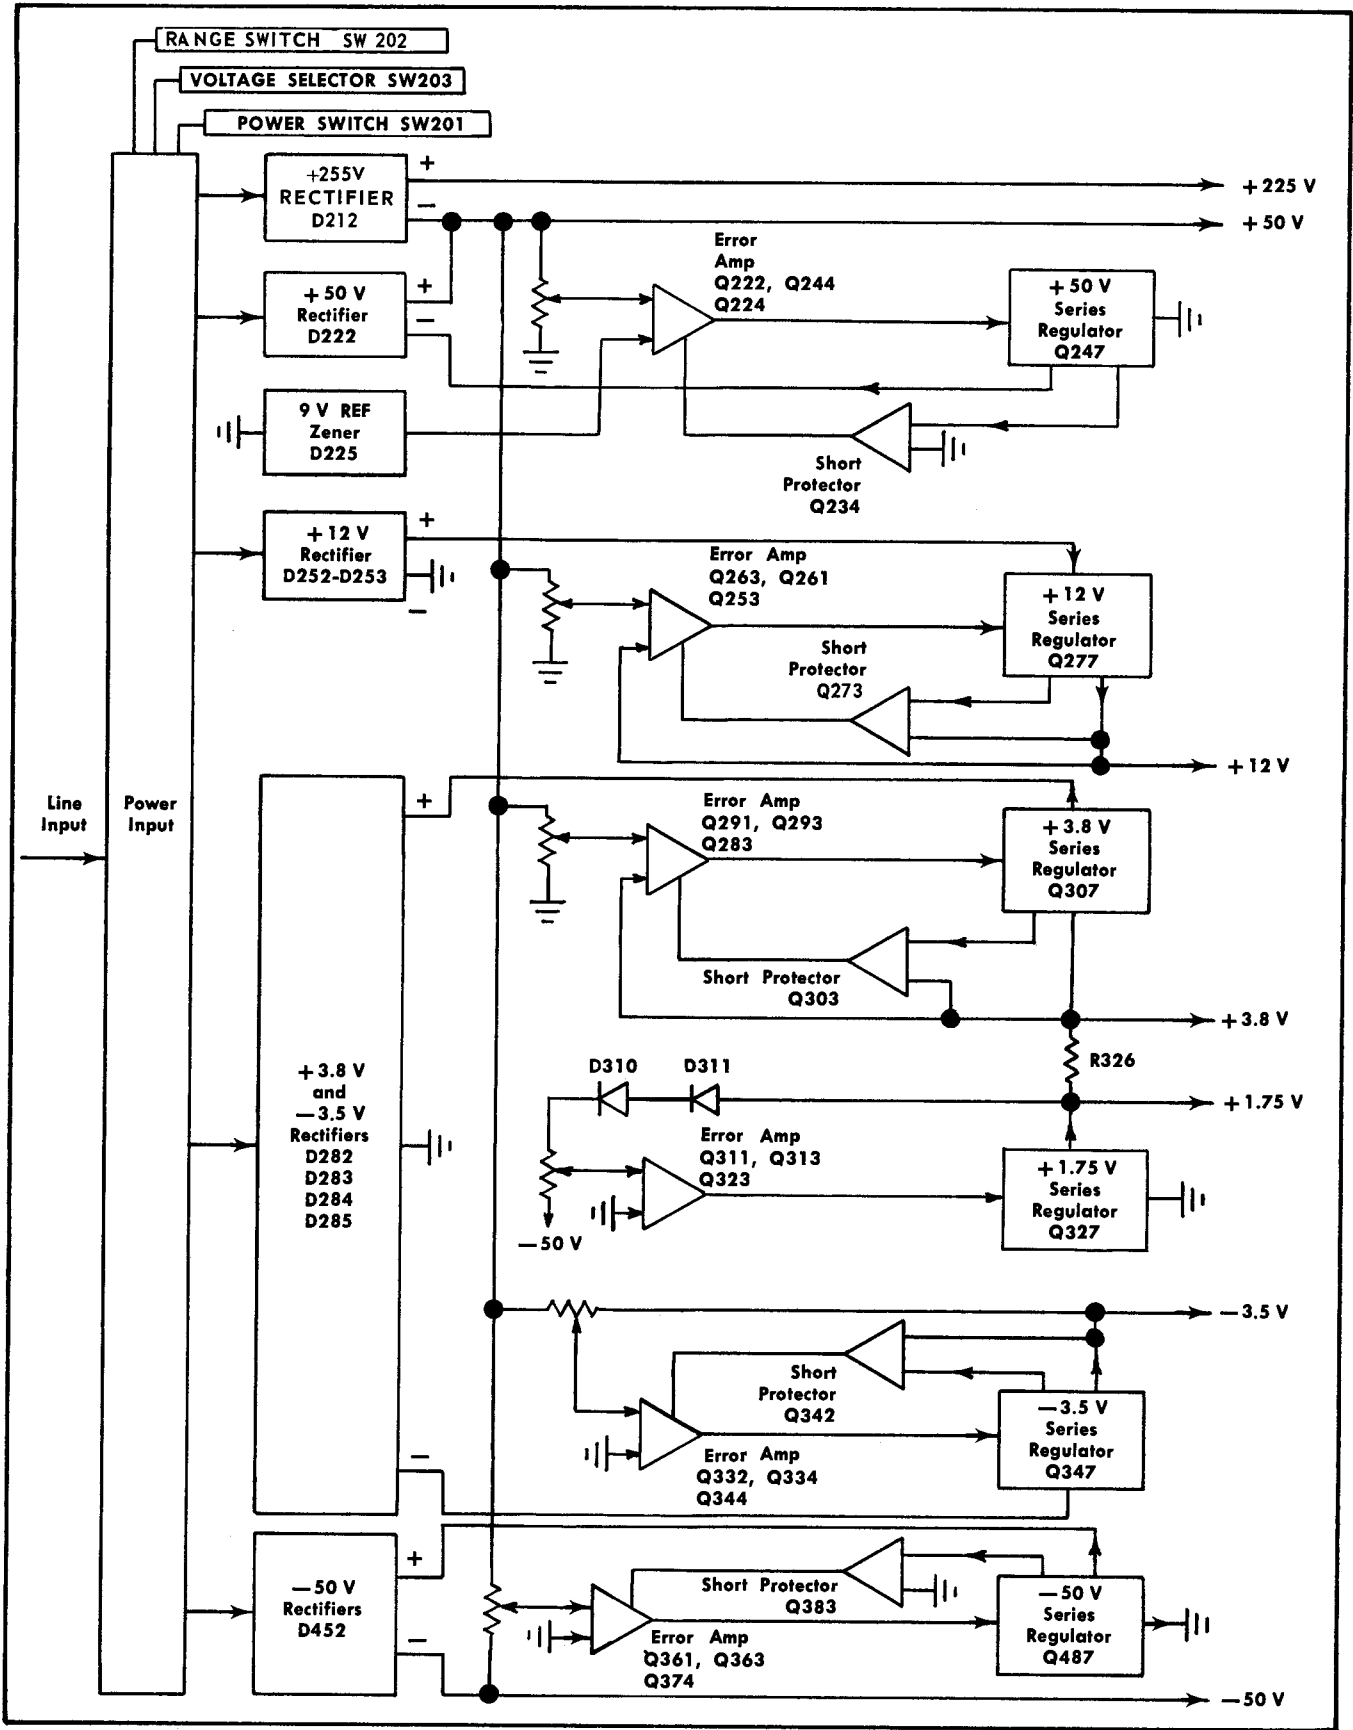 RANGE SWITCH SW 202
VOLTAGE SELECTOR SW203
POWER SWITCH SW201
+255V
RECTIFIER
D212
+
−
+225 V
+50 V
+50 V
Rectifier
D222
+
−
Error
Amp
Q222, Q244
Q224
+50 V
Series
Regulator
Q247
9 V REF
Zener
D225
Short
Protector
Q234
+12 V
Rectifier
D252-D253
+
−
Error Amp
Q263, Q261
Q253
+12 V
Series
Regulator
Q277
Short
Protector
Q273
+12 V
Line
Input
Power
Input
+
Error Amp
Q291, Q293
Q283
+3.8 V
Series
Regulator
Q307
Short Protector
Q303
+3.8 V
+3.8 V
and
−3.5 V
Rectifiers
D282
D283
D284
D285
R326
D310
D311
+1.75 V
Error Amp
Q311, Q313
Q323
+1.75 V
Series
Regulator
Q327
−50 V
−3.5 V
Short
Protector
Q342
−3.5 V
Series
Regulator
Q347
Error Amp
Q332, Q334
Q344
−
−50 V
Rectifiers
D452
+
−
Short Protector
Q383
−50 V
Series
Regulator
Q487
Error Amp
Q361, Q363
Q374
−50 V